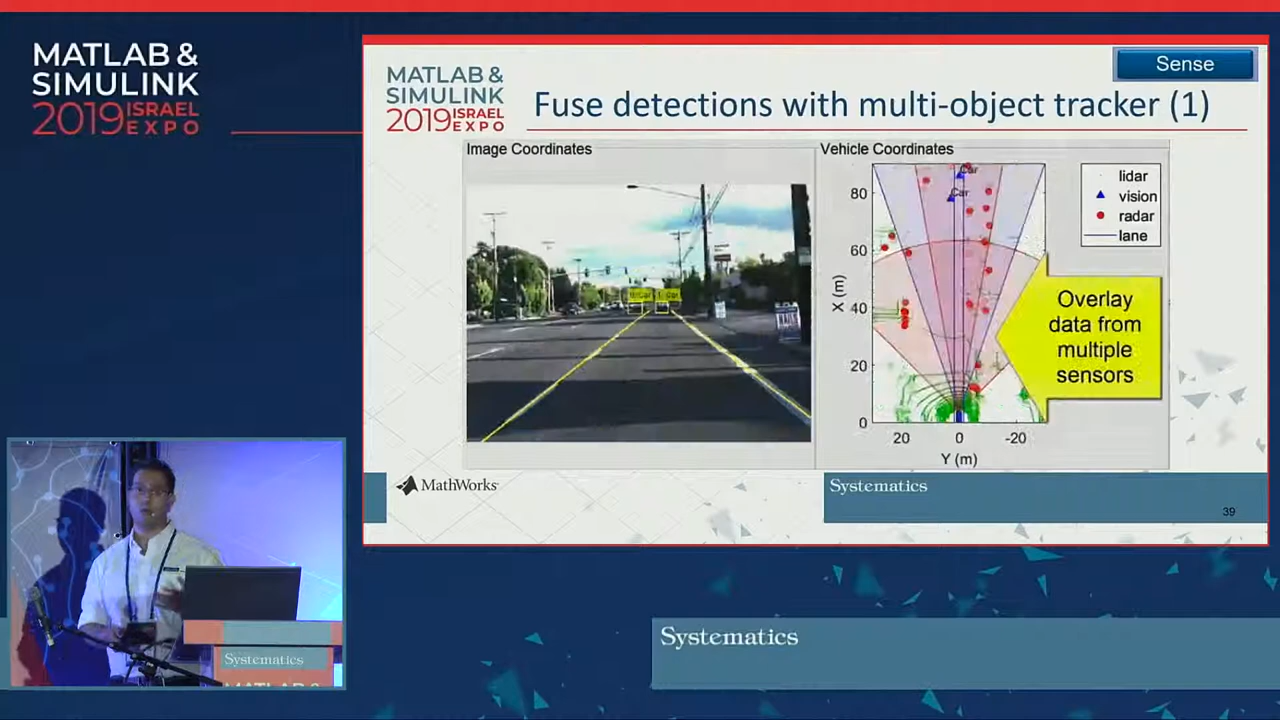 MATLAB &
SIMULINK
2019 ISRAEL
EXPO
Sense
MATLAB &
SIMULINK
2019 ISRAEL
EXPO
Fuse detections with multi-object tracker (1)
Image Coordinates
Vehicle Coordinates
Car
Car
lidar
vision
radar
lane
80
60
40
20
0
X (m)
20
0
-20
Y (m)
Overlay
data from
multiple
sensors
MathWorks
Systematics
39
Systematics
Systematics
MATLAB &